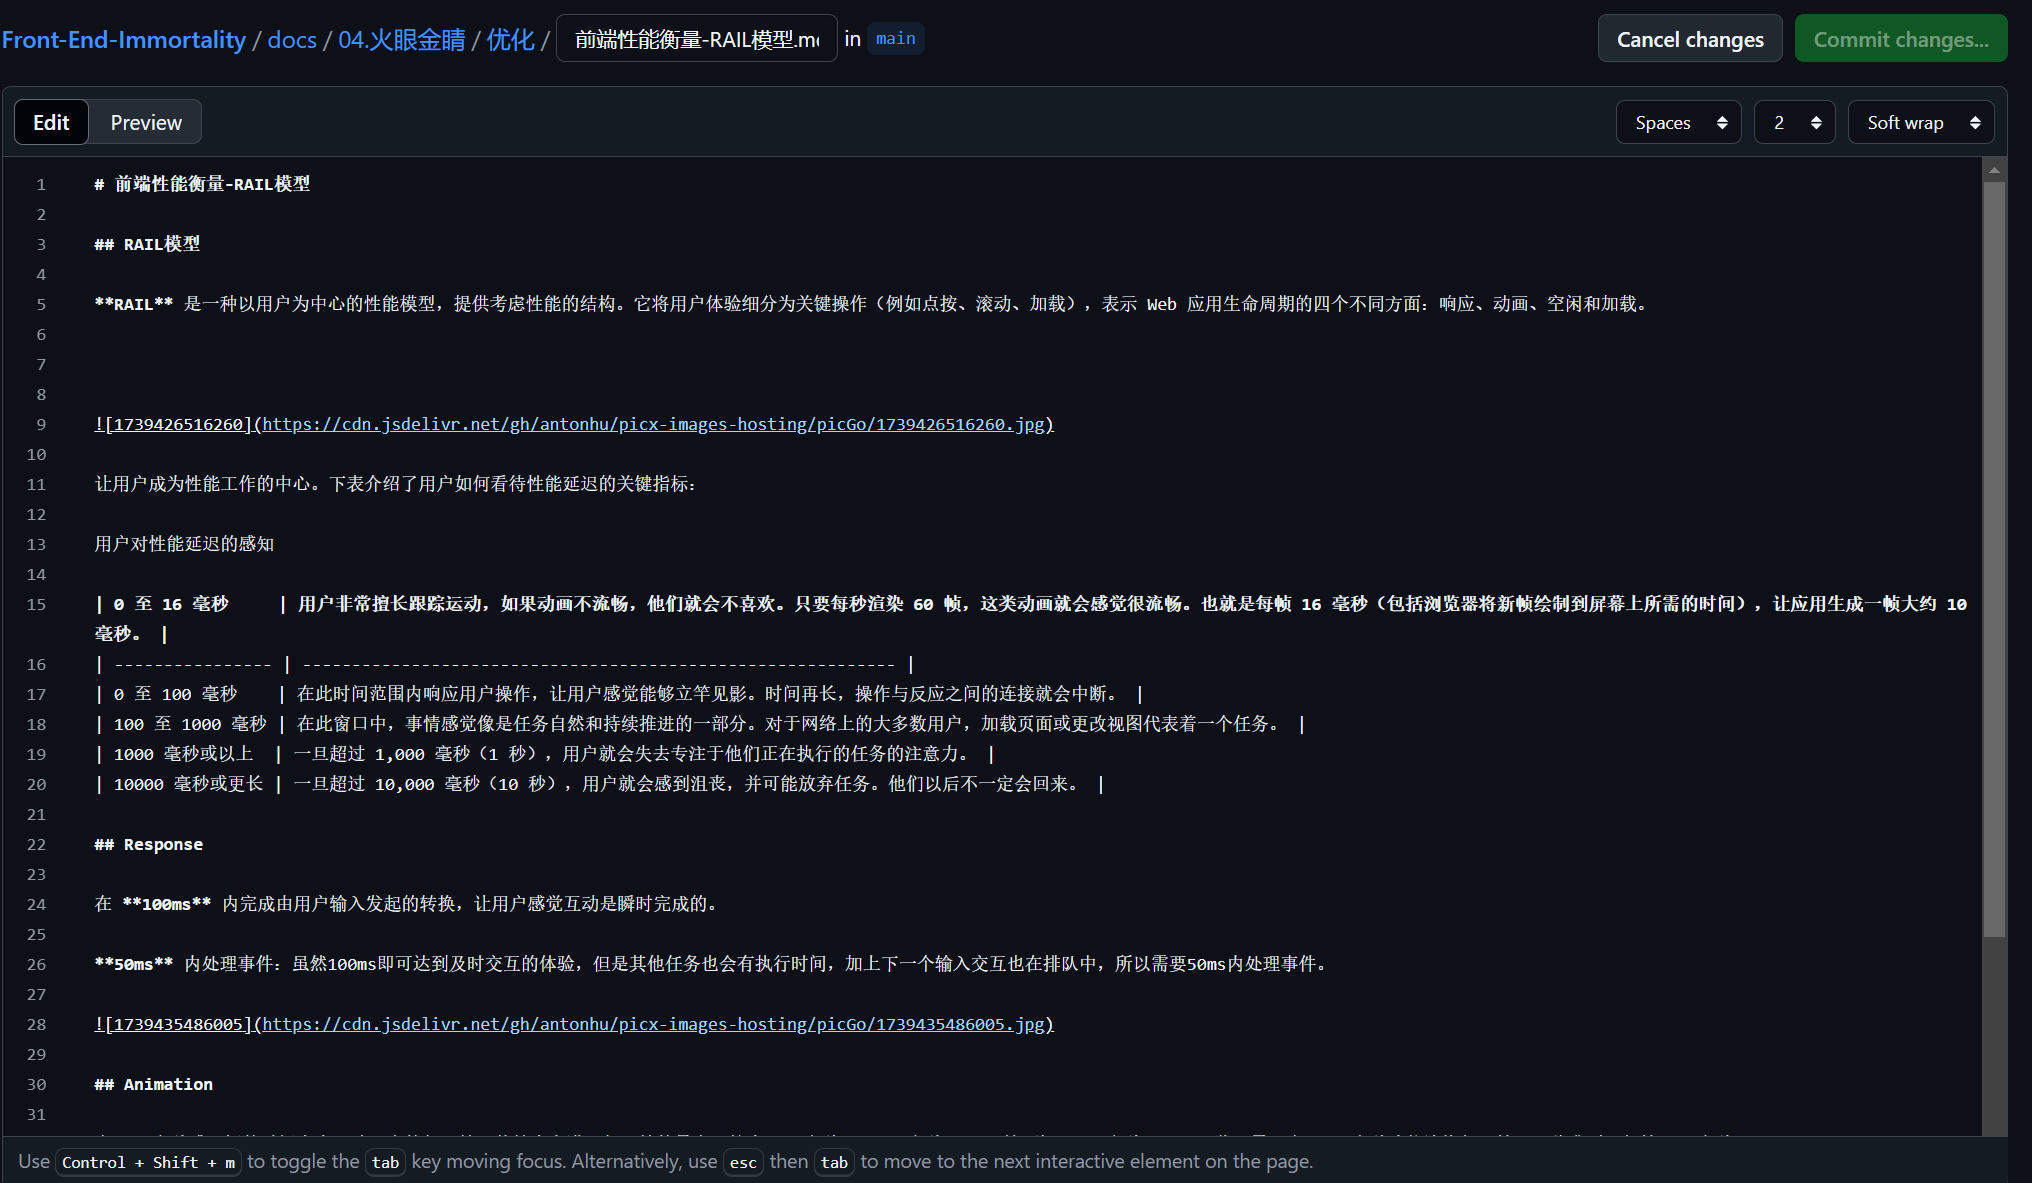 Front-End-Immortality / docs / 04.火眼金睛 / 优化 / 前端性能衡量-RAIL模型.md in main
Cancel changes
Commit changes...
Edit Preview
Spaces 2 Soft wrap
1 # 前端性能衡量-RAIL模型
2
3 ## RAIL模型
4
5 **RAIL** 是一种以用户为中心的性能模型，提供考虑性能的结构。它将用户体验细分为关键操作（例如点按、滚动、加载），表示 Web 应用生命周期的四个不同方面：响应、动画、空闲和加载。
6
7
8
9 ![1739426516260](https://cdn.jsdelivr.net/gh/antonhu/picx-images-hosting/picGo/1739426516260.jpg)
10
11 让用户成为性能工作的中心。下表介绍了用户如何看待性能延迟的关键指标：
12
13 用户对性能延迟的感知
14
15 | 0 至 16 毫秒 | 用户非常擅长跟踪运动，如果动画不流畅，他们就会不喜欢。只要每秒渲染 60 帧，这类动画就会感觉很流畅。也就是每帧 16 毫秒（包括浏览器将新帧绘制到屏幕上所需的时间），让应用生成一帧大约 10
毫秒。 |
16 | ---------------- | ------------------------------------------------------------ |
17 | 0 至 100 毫秒 | 在此时间范围内响应用户操作，让用户感觉能够立竿见影。时间再长，操作与反应之间的连接就会中断。 |
18 | 100 至 1000 毫秒 | 在此窗口中，事情感觉像是任务自然和持续推进的一部分。对于网络上的大多数用户，加载页面或更改视图代表着一个任务。 |
19 | 1000 毫秒或以上 | 一旦超过 1,000 毫秒（1 秒），用户就会失去专注于他们正在执行的任务的注意力。 |
20 | 10000 毫秒或更长 | 一旦超过 10,000 毫秒（10 秒），用户就会感到沮丧，并可能放弃任务。他们以后不一定会回来。 |
21
22 ## Response
23
24 在 **100ms** 内完成由用户输入发起的转换，让用户感觉互动是瞬时完成的。
25
26 **50ms** 内处理事件：虽然100ms即可达到及时交互的体验，但是其他任务也会有执行时间，加上下一个输入交互也在排队中，所以需要50ms内处理事件。
27
28 ![1739435486005](https://cdn.jsdelivr.net/gh/antonhu/picx-images-hosting/picGo/1739435486005.jpg)
29
30 ## Animation
31
Use Control + Shift + m to toggle the tab key moving focus. Alternatively, use esc then tab to move to the next interactive element on the page.